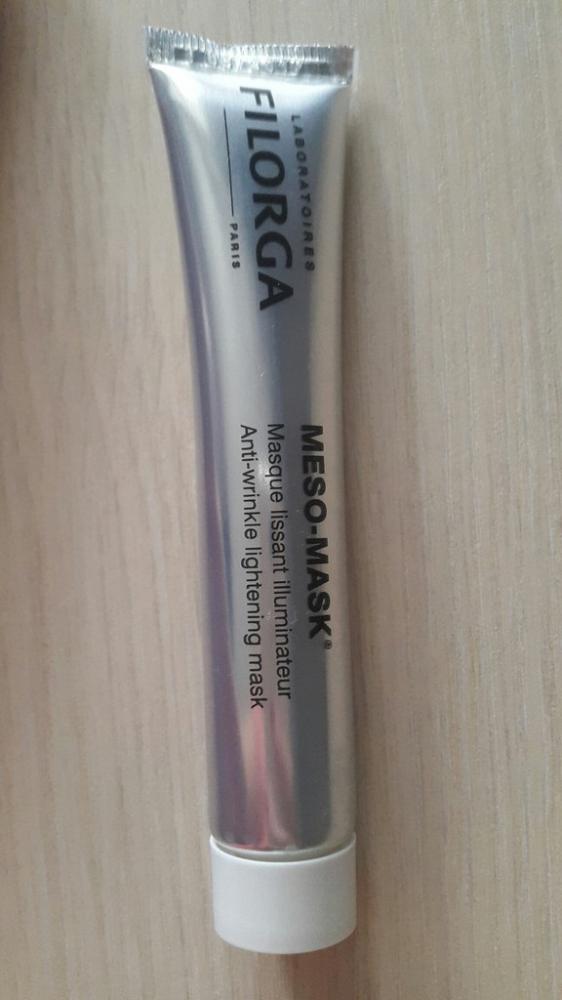 LABORATOIRES
FILORGA
PARIS
MESO-MASK®
Masque lissant illuminateur
Anti-wrinkle lightening mask